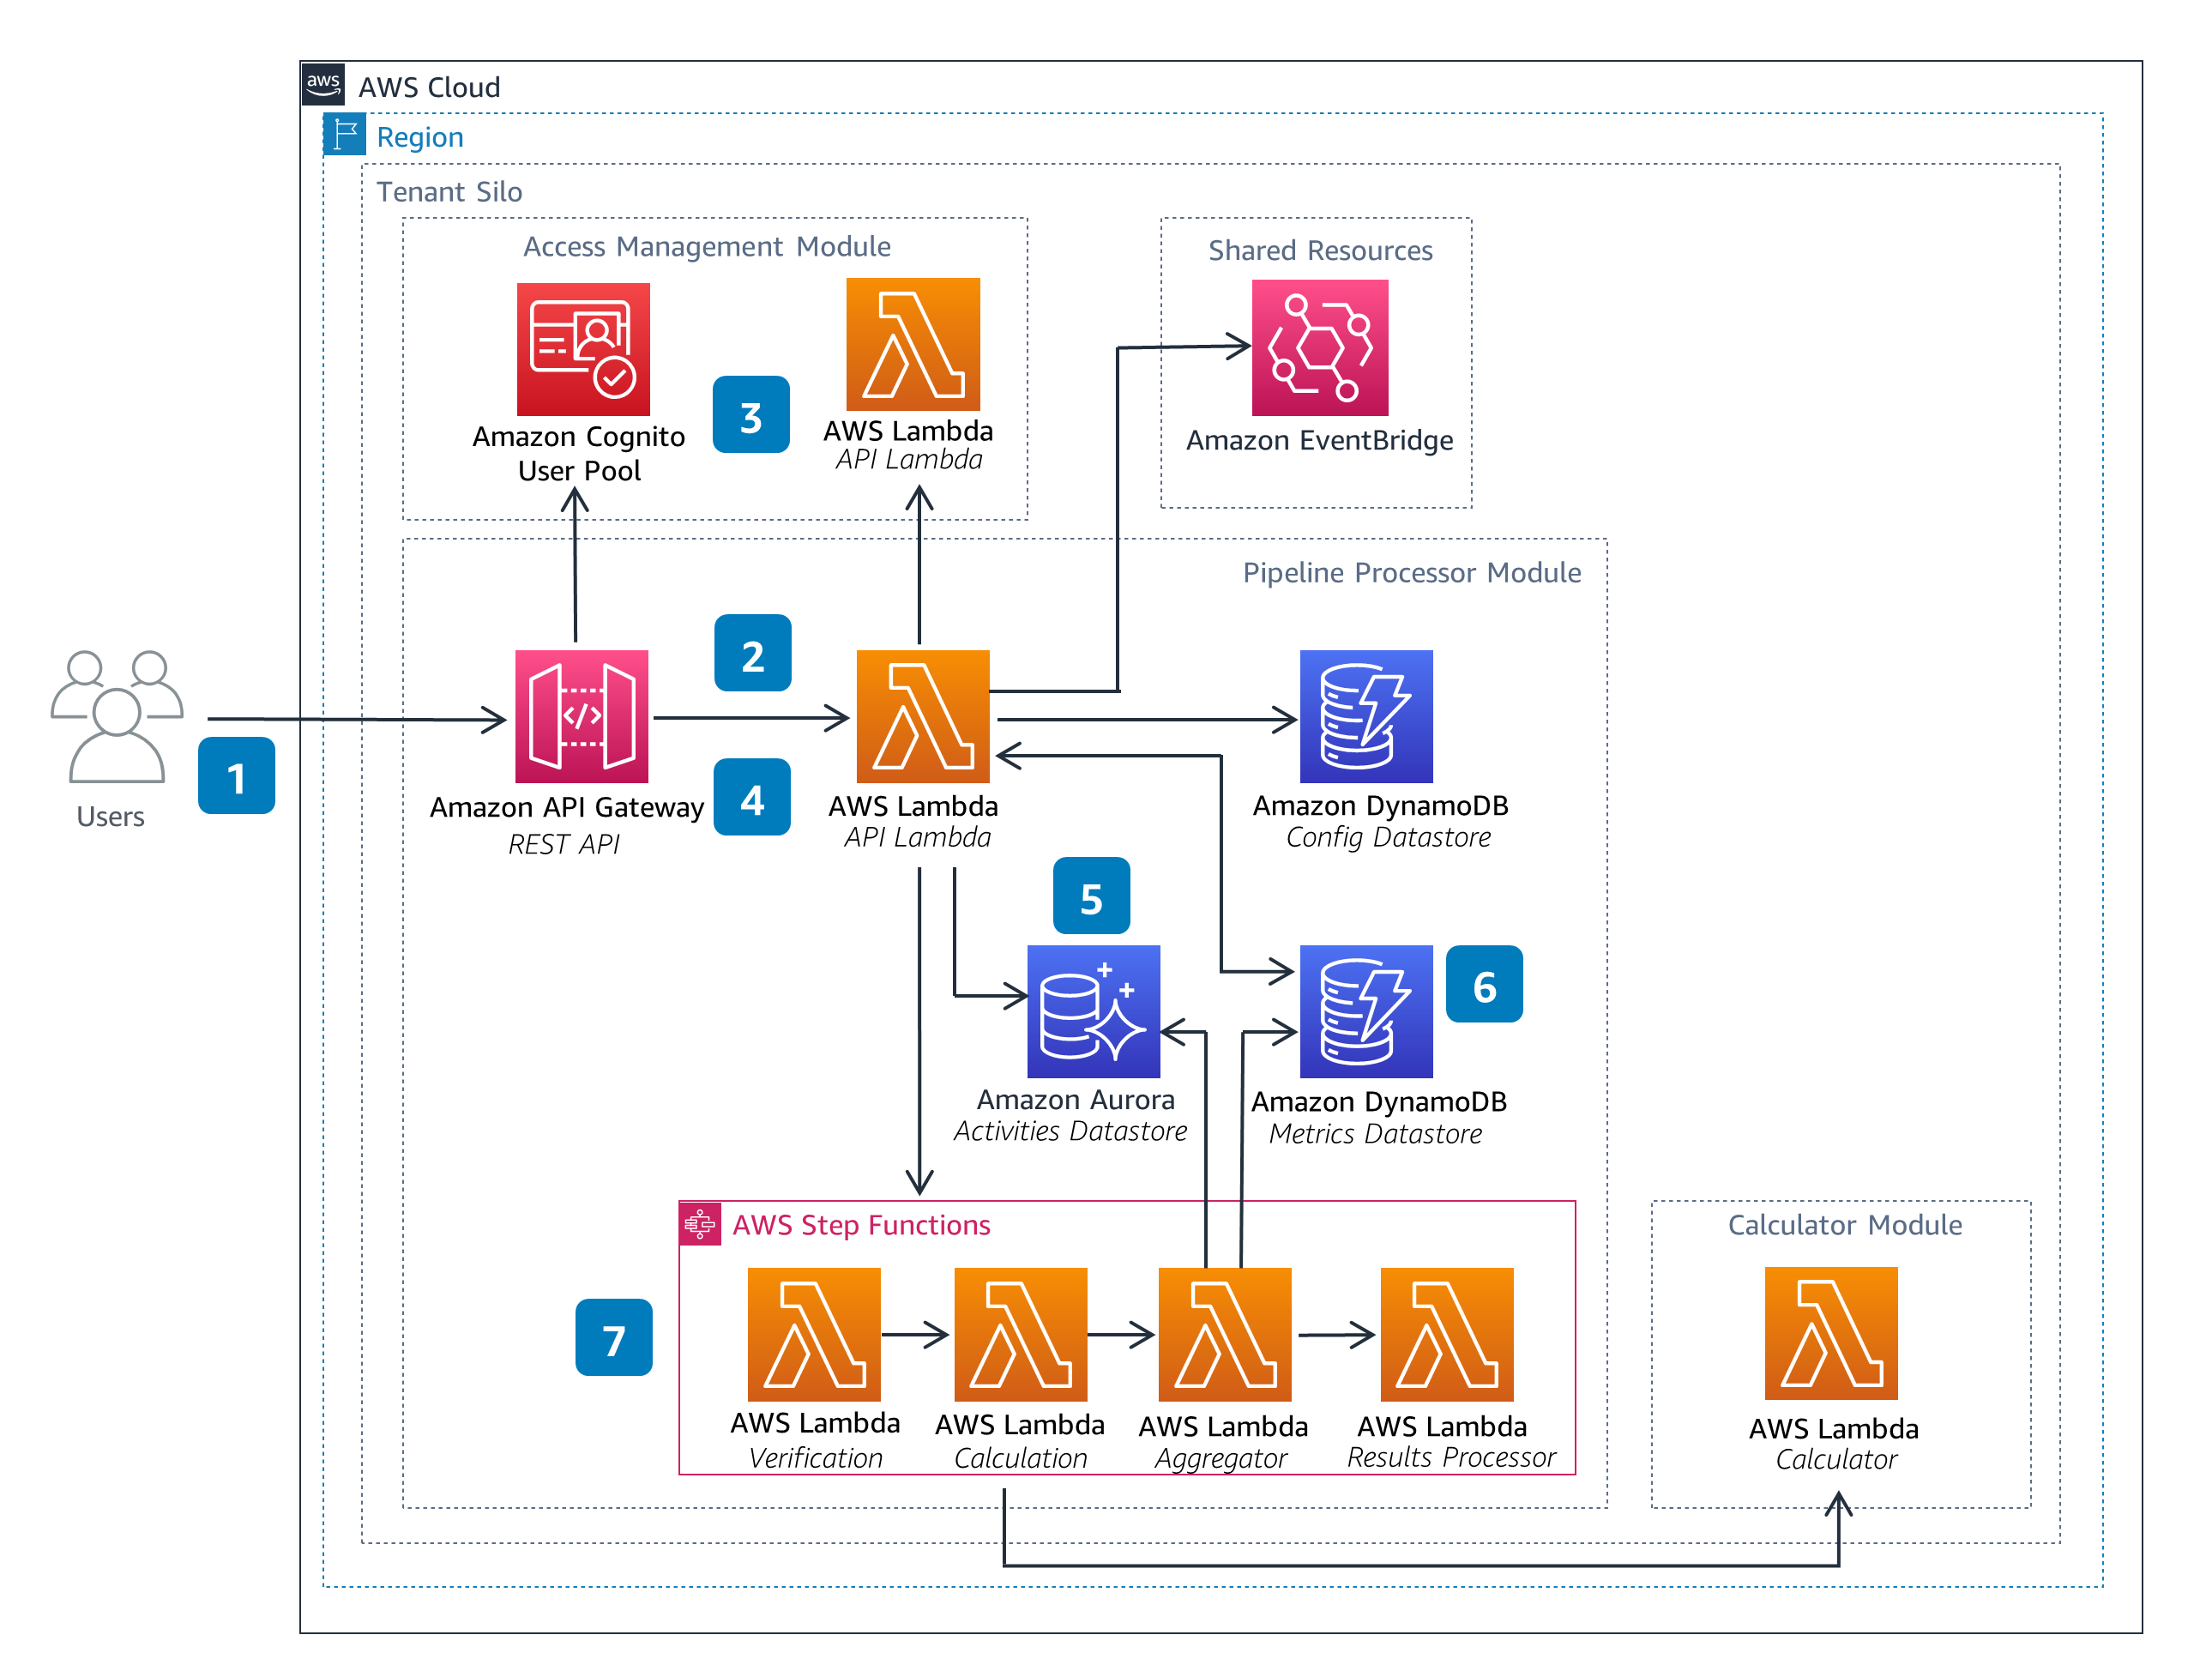 aws
AWS Cloud
Region
Tenant Silo
Access Management Module
Shared Resources
3
Amazon Cognito
User Pool
AWS Lambda
API Lambda
Amazon EventBridge
Pipeline Processor Module
Users
1
2
4
Amazon API Gateway
REST API
AWS Lambda
API Lambda
Amazon DynamoDB
Config Datastore
5
6
Amazon Aurora
Activities Datastore
Amazon DynamoDB
Metrics Datastore
AWS Step Functions
Calculator Module
7
AWS Lambda
Verification
AWS Lambda
Calculation
AWS Lambda
Aggregator
AWS Lambda
Results Processor
AWS Lambda
Calculator